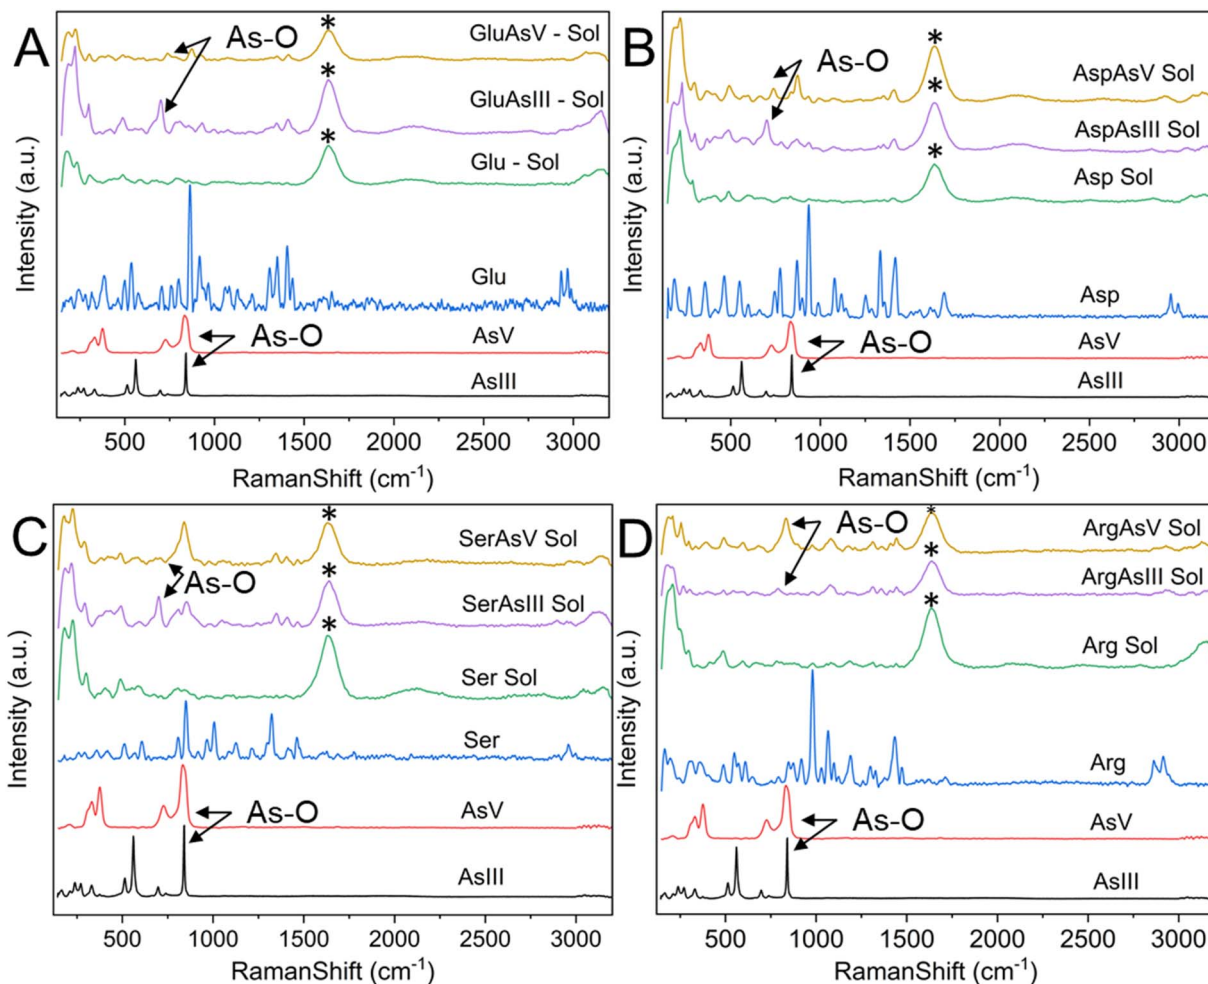 A
As-O
*
GluAsV - Sol
*
GluAsIII - Sol
*
Glu - Sol
Glu
AsV
As-O
AsIII
500 1000 1500 2000 2500 3000
RamanShift (cm⁻¹)
Intensity (a.u.)
B
As-O
*
AspAsV Sol
*
AspAsIII Sol
*
Asp Sol
Asp
AsV
As-O
AsIII
500 1000 1500 2000 2500 3000
RamanShift (cm⁻¹)
Intensity (a.u.)
C
*
SerAsV Sol
As-O
*
SerAsIII Sol
*
Ser Sol
Ser
AsV
As-O
AsIII
500 1000 1500 2000 2500 3000
RamanShift (cm⁻¹)
Intensity (a.u.)
D
As-O
*
ArgAsV Sol
*
ArgAsIII Sol
*
Arg Sol
Arg
AsV
As-O
AsIII
500 1000 1500 2000 2500 3000
RamanShift (cm⁻¹)
Intensity (a.u.)